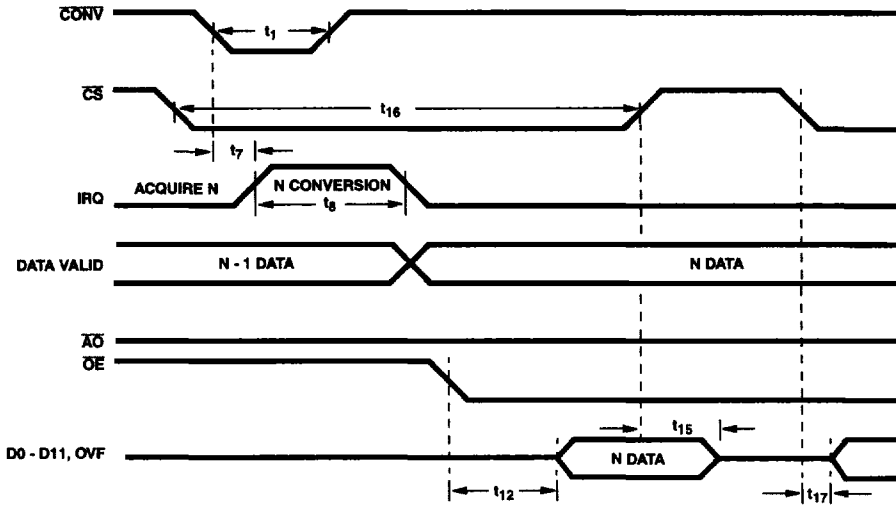 CONV
t1
CS
t16
t7
ACQUIRE N
N CONVERSION
IRQ
t8
DATA VALID
N - 1 DATA
N DATA
AO
OE
t15
D0 - D11, OVF
N DATA
t12
t17